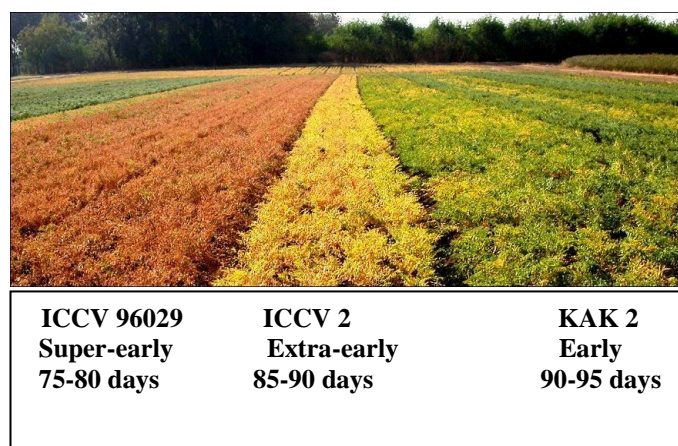 ICCV 96029 ICCV 2 KAK 2
Super-early Extra-early Early
75-80 days 85-90 days 90-95 days